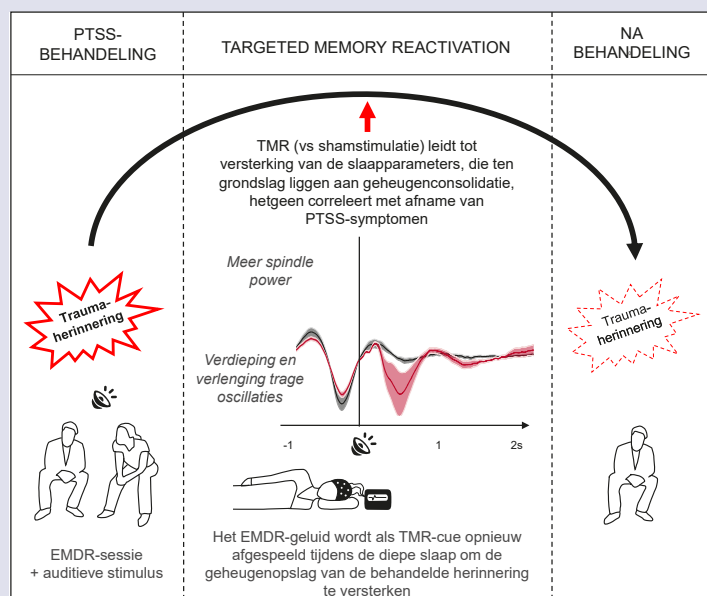 PTSS-
BEHANDELING
TARGETED MEMORY REACTIVATION
NA
BEHANDELING
TMR (vs shamstimulatie) leidt tot
versterking van de slaapparameters, die ten
grondslag liggen aan geheugenconsolidatie,
hetgeen correleert met afname van
PTSS-symptomen
Meer spindle
power
Trauma-
herinnering
Trauma-
herinnering
Verdieping en
verlenging trage
oscillaties
-1
1
2s
EMDR-sessie
+ auditieve stimulus
Het EMDR-geluid wordt als TMR-cue opnieuw
afgespeeld tijdens de diepe slaap om de
geheugenopslag van de behandelde herinnering
te versterken